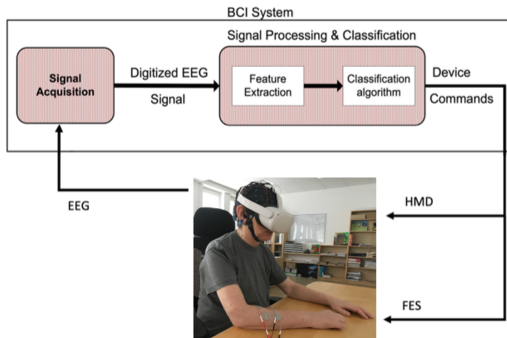 BCI System
Signal Processing & Classification
Signal
Acquisition
Digitized EEG
Signal
Feature
Extraction
Classification
algorithm
Device
Commands
EEG
HMD
FES